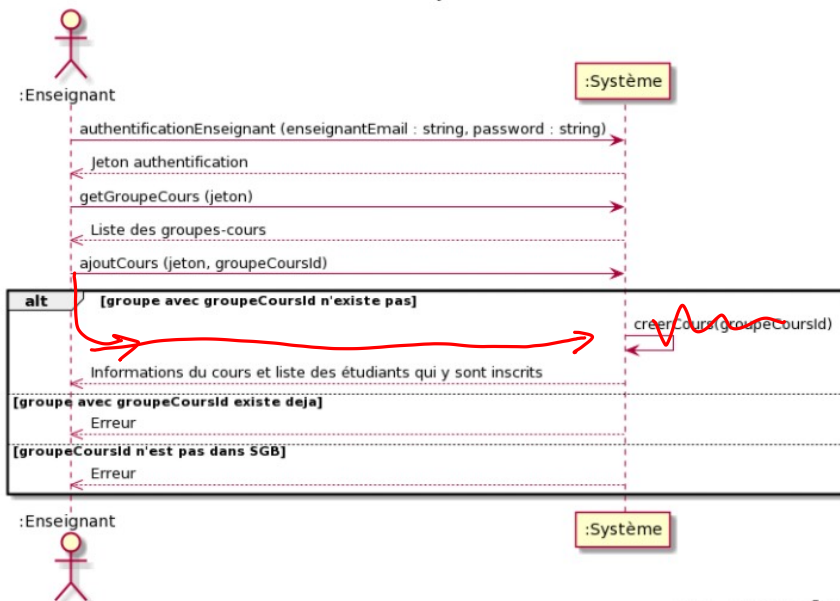 :Enseignant
:Système
authentificationEnseignant (enseignantEmail : string, password : string)
Jeton authentification
getGroupeCours (jeton)
Liste des groupes-cours
ajoutCours (jeton, groupeCoursId)
alt [groupe avec groupeCoursId n'existe pas]
creerCours(groupeCoursId)
Informations du cours et liste des étudiants qui y sont inscrits
[groupe avec groupeCoursId existe deja]
Erreur
[groupeCoursId n'est pas dans SGB]
Erreur
:Enseignant
:Système